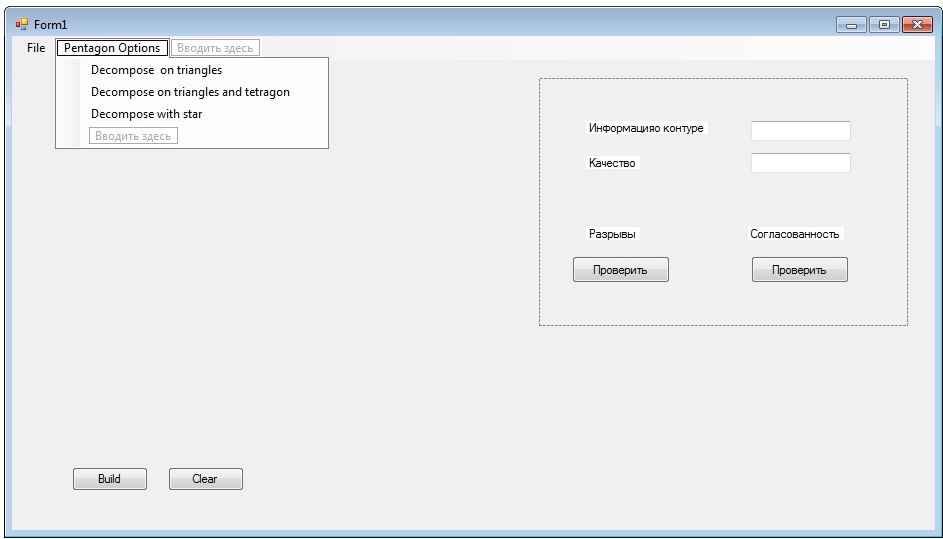 Form1
File Pentagon Options Вводить здесь
Decompose on triangles
Decompose on triangles and tetragon
Decompose with star
Вводить здесь
Информацияо контуре
Качество
Разрывы Согласованность
Проверить Проверить
Build Clear